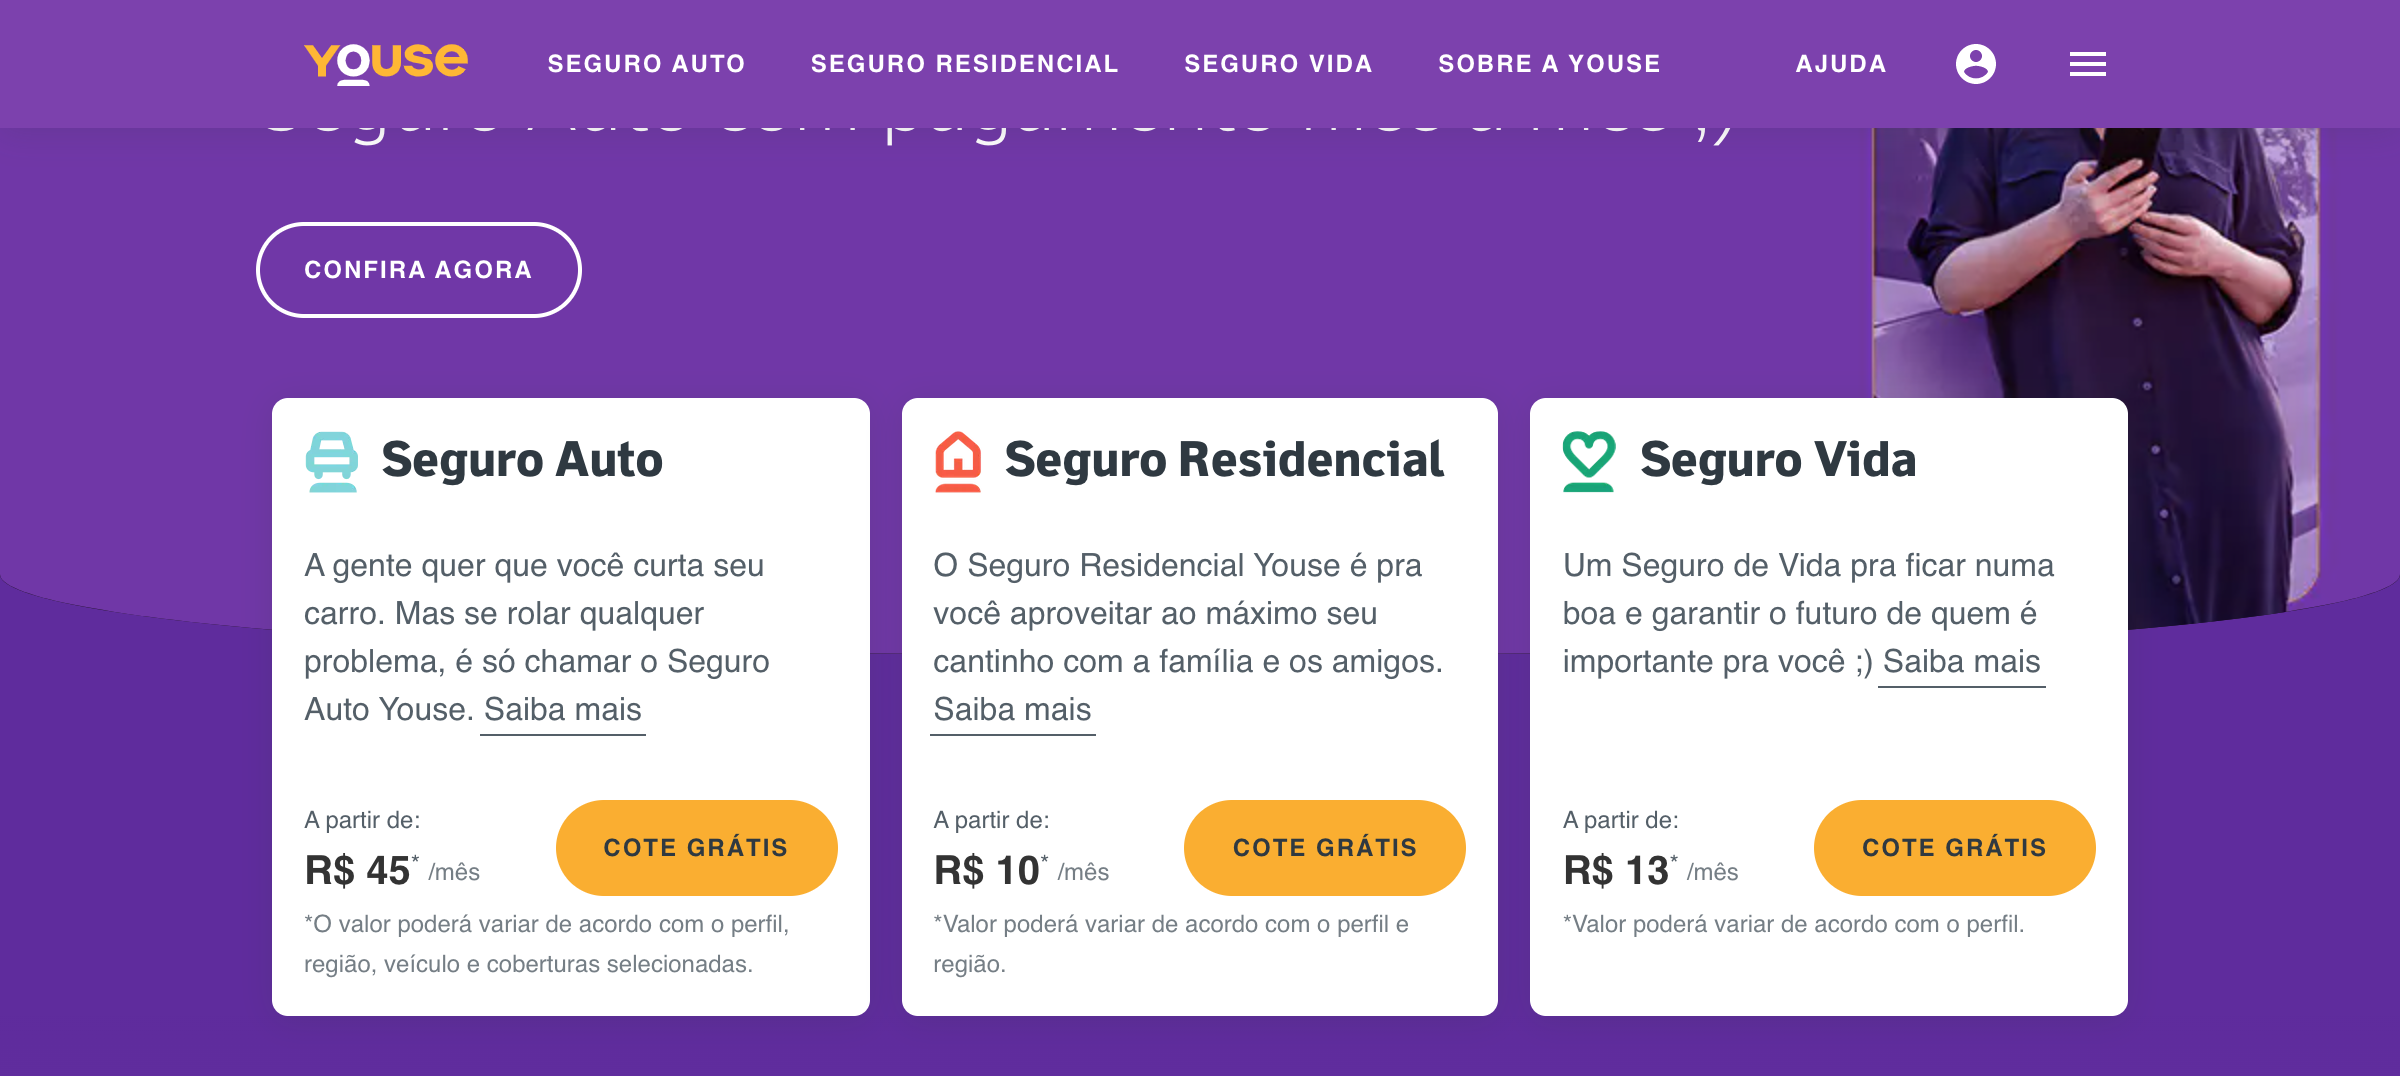 YOUSE
SEGURO AUTO SEGURO RESIDENCIAL SEGURO VIDA SOBRE A YOUSE AJUDA
Seguro Auto com pagamento mês a mês ;)
CONFIRA AGORA
Seguro Auto
A gente quer que você curta seu
carro. Mas se rolar qualquer
problema, é só chamar o Seguro
Auto Youse. Saiba mais
A partir de:
R$ 45* /mês
COTE GRÁTIS
*O valor poderá variar de acordo com o perfil,
região, veículo e coberturas selecionadas.
Seguro Residencial
O Seguro Residencial Youse é pra
você aproveitar ao máximo seu
cantinho com a família e os amigos.
Saiba mais
A partir de:
R$ 10* /mês
COTE GRÁTIS
*Valor poderá variar de acordo com o perfil e
região.
Seguro Vida
Um Seguro de Vida pra ficar numa
boa e garantir o futuro de quem é
importante pra você ;) Saiba mais
A partir de:
R$ 13* /mês
COTE GRÁTIS
*Valor poderá variar de acordo com o perfil.